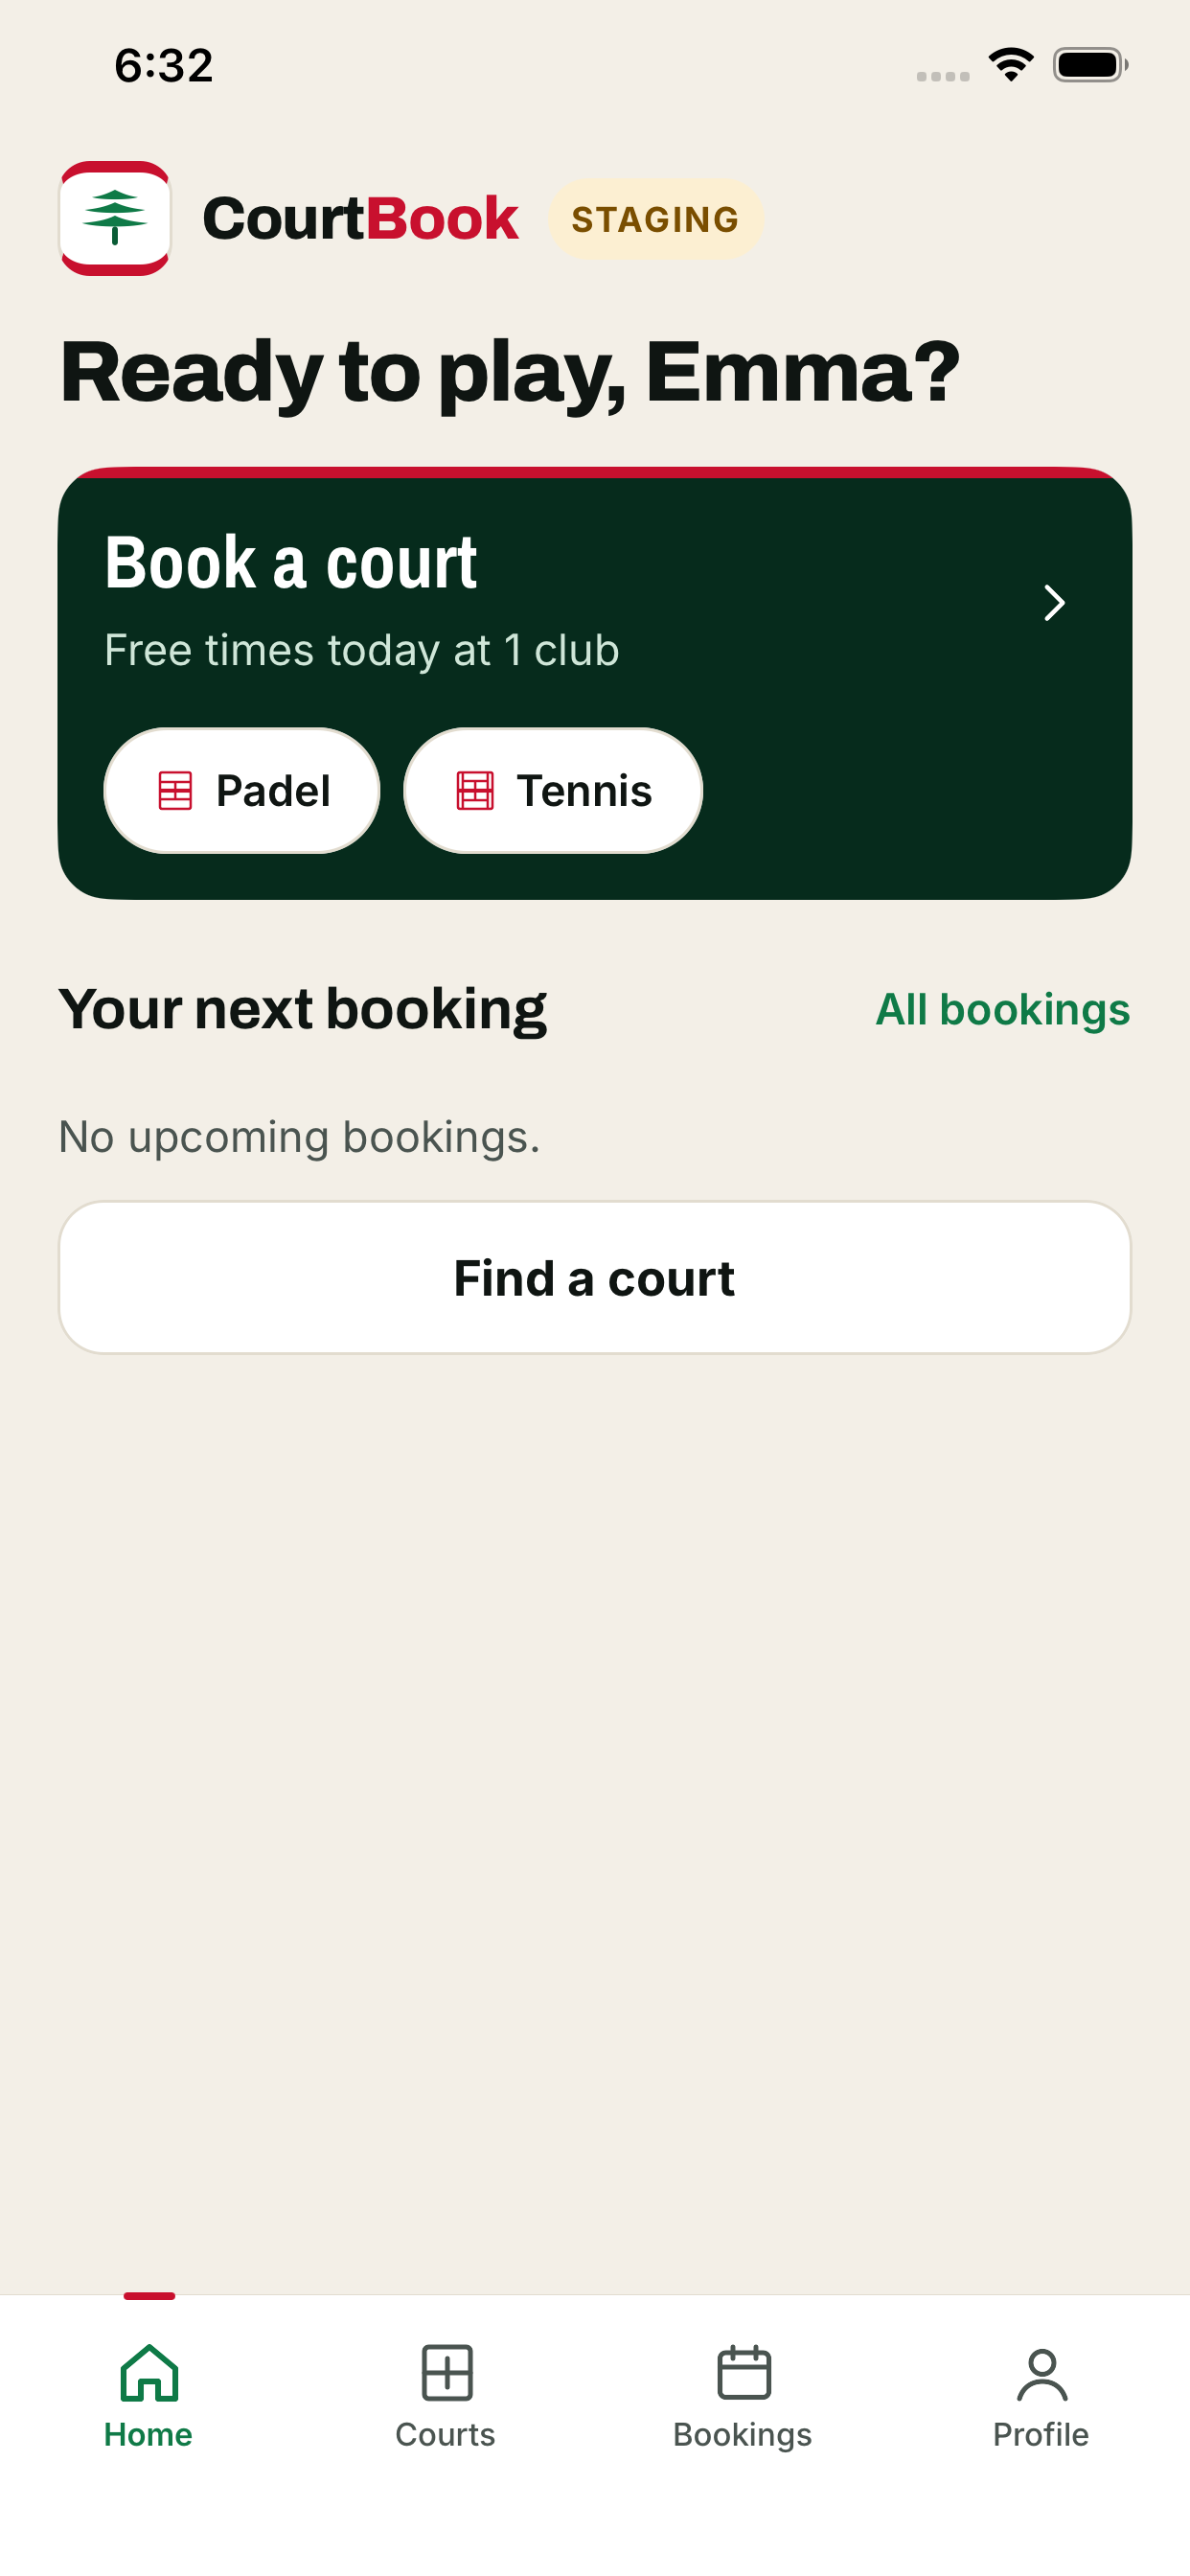 6:32
CourtBook STAGING
Ready to play, Emma?
Book a court
Free times today at 1 club
Padel Tennis
Your next booking All bookings
No upcoming bookings.
Find a court
Home Courts Bookings Profile